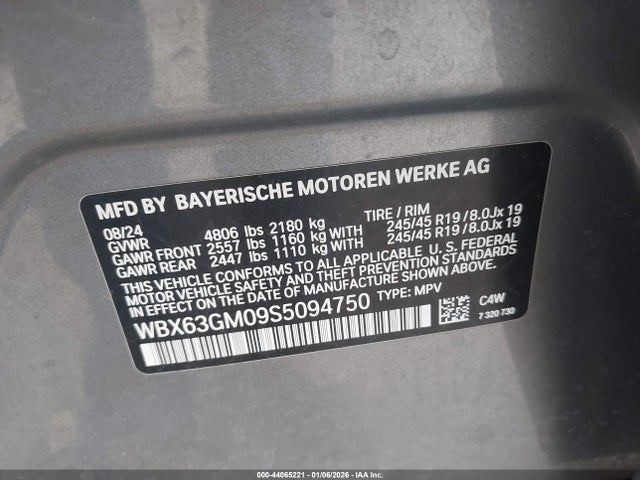 MFD BY BAYERISCHE MOTOREN WERKE AG
08/24 TIRE / RIM
GVWR 4806 lbs 2180 kg
GAWR FRONT 2557 lbs 1160 kg WITH 245/45 R19 / 8.0Jx 19
GAWR REAR 2447 lbs 1110 kg WITH 245/45 R19 / 8.0Jx 19
THIS VEHICLE CONFORMS TO ALL APPLICABLE U.S. FEDERAL
MOTOR VEHICLE SAFETY AND THEFT PREVENTION STANDARDS
IN EFFECT ON THE DATE OF MANUFACTURE SHOWN ABOVE.
WBX63GM09S5094750 TYPE: MPV
C4W
7 320 730
000-44065221 - 01/06/2026 - IAA Inc.